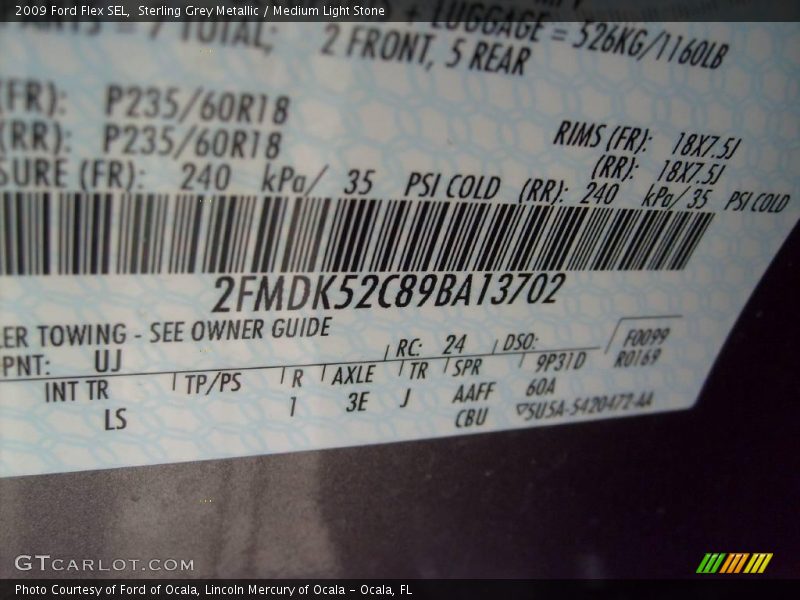 2009 Ford Flex SEL,  Sterling Grey Metallic / Medium Light Stone
+ LUGGAGE = 526KG/1160LB
= 7 TOTAL; 2 FRONT, 5 REAR
(FR): P235/60R18 RIMS (FR): 18X7.5J
(RR): P235/60R18 (RR): 18X7.5J
SURE (FR): 240 kPa/ 35 PSI COLD (RR): 240 kPa/ 35 PSI COLD
2FMDK52C89BA13702
LER TOWING - SEE OWNER GUIDE
PNT: UJ RC: 24 DSO: F0099
INT TR TP/PS R AXLE TR SPR 9P31D R0169
LS 1 3E J AAFF 60A
CBU ▽SU5A-5420472-AA
GTCARLOT.COM
Photo Courtesy of Ford of Ocala, Lincoln Mercury of Ocala - Ocala, FL